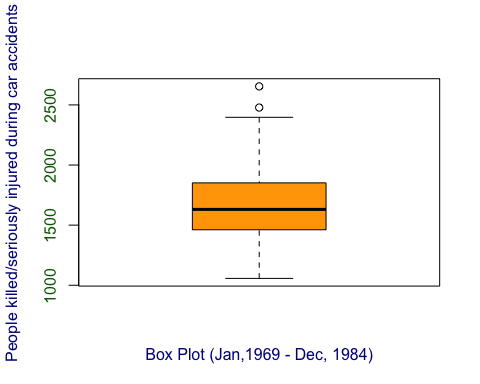 People killed/seriously injured during car accidents
2500
2000
1500
1000
Box Plot (Jan,1969 - Dec, 1984)